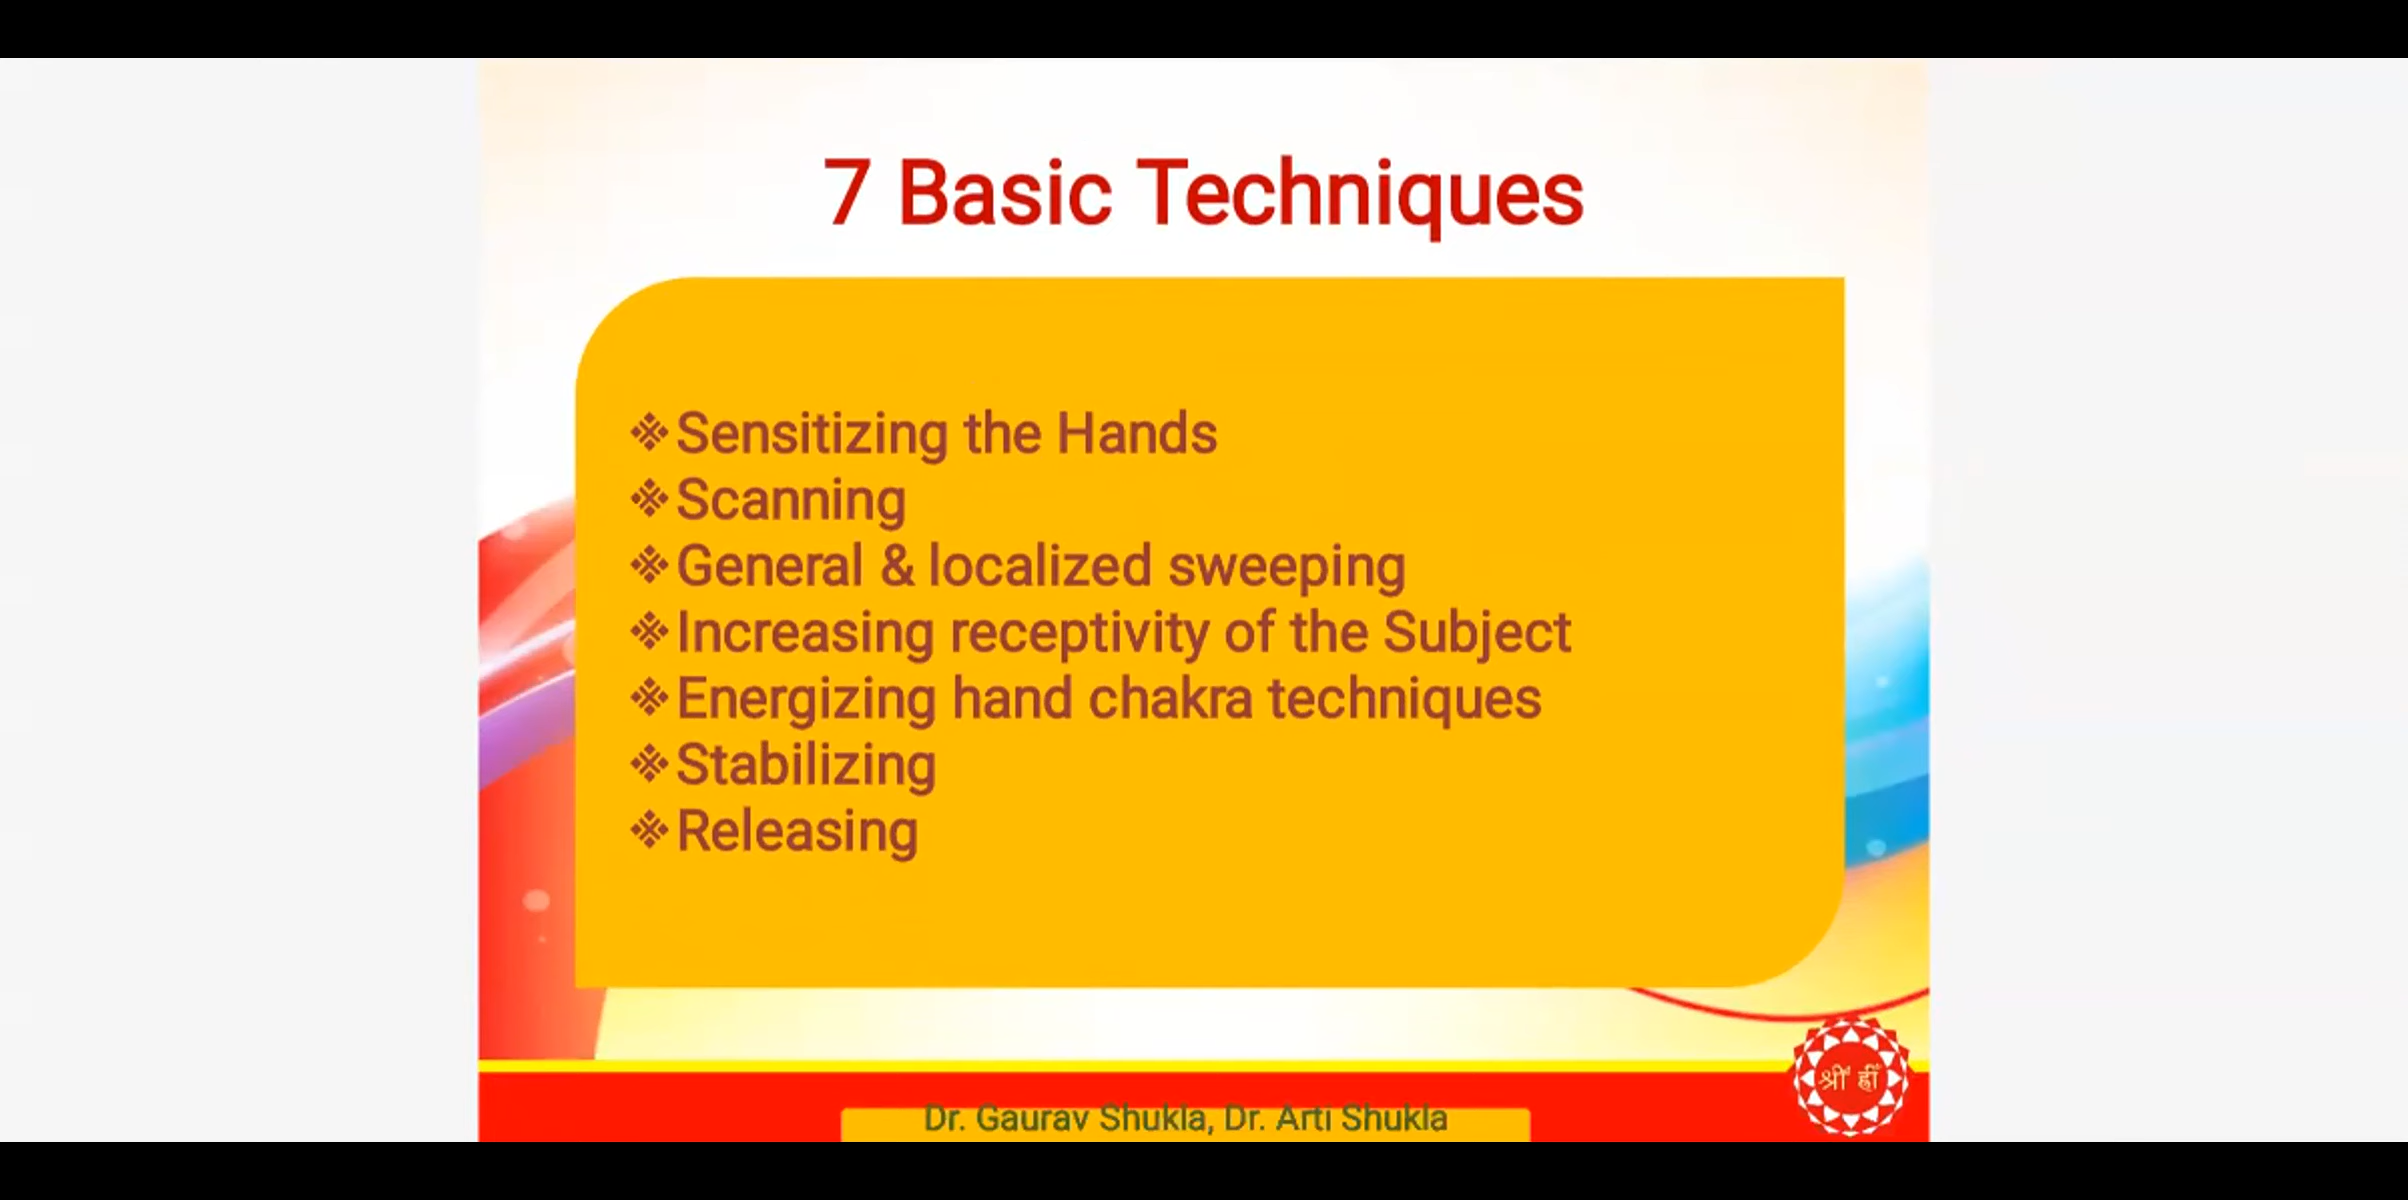 7 Basic Techniques
❖Sensitizing the Hands
❖Scanning
❖General & localized sweeping
❖Increasing receptivity of the Subject
❖Energizing hand chakra techniques
❖Stabilizing
❖Releasing
श्रीं ह्रीं
Dr. Gaurav Shukla, Dr. Arti Shukla